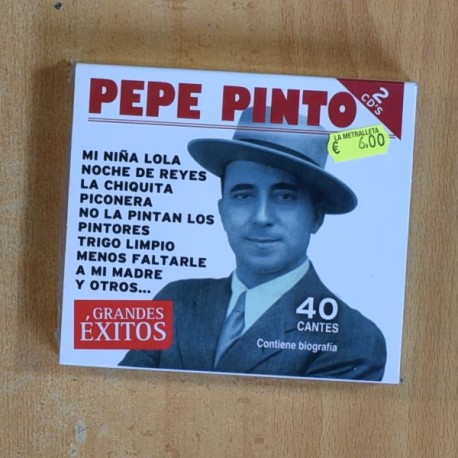 PEPE PINTO
2
CD'S
LA METRALLETA
€ 6,00
MI NIÑA LOLA
NOCHE DE REYES
LA CHIQUITA
PICONERA
NO LA PINTAN LOS
PINTORES
TRIGO LIMPIO
MENOS FALTARLE
A MI MADRE
Y OTROS...
GRANDES
ÉXITOS
40
CANTES
Contiene biografía